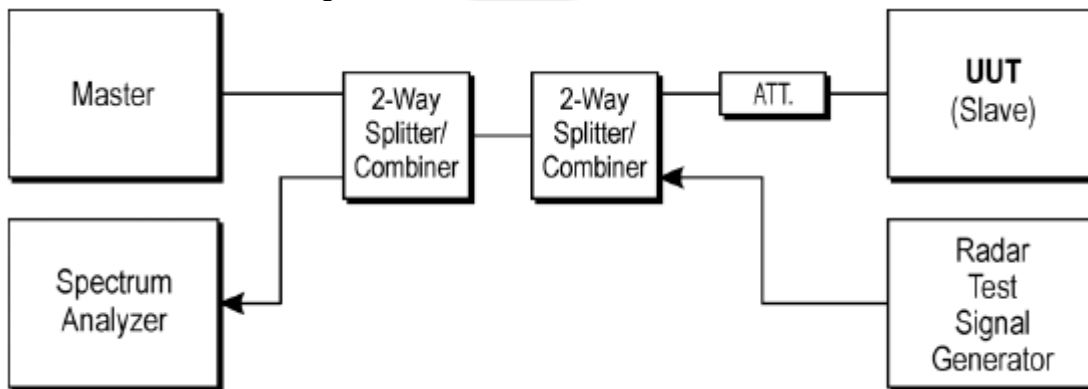 Master
2-Way
Splitter/
Combiner
2-Way
Splitter/
Combiner
ATT.
UUT
(Slave)
Spectrum
Analyzer
Radar
Test
Signal
Generator